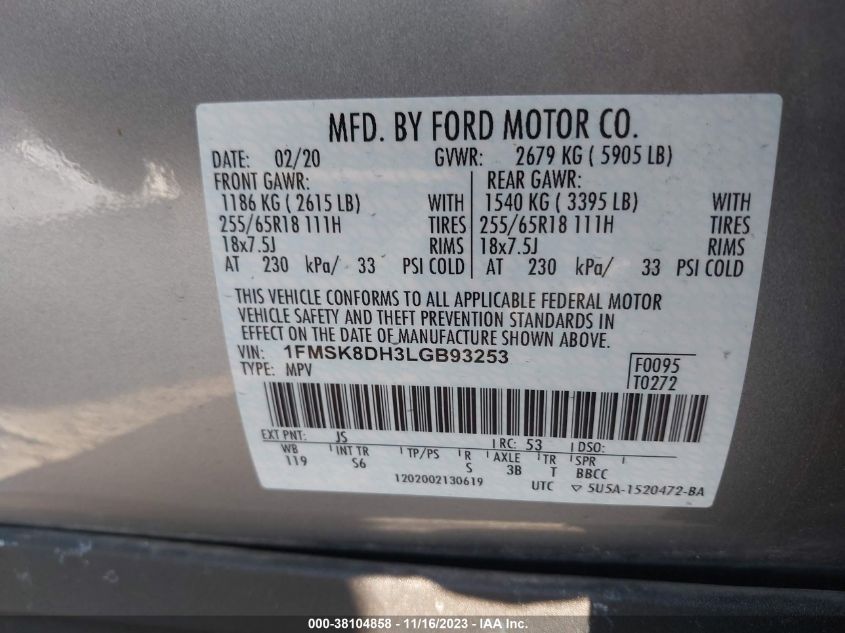 MFD. BY FORD MOTOR CO.
DATE: 02/20 GVWR: 2679 KG ( 5905 LB)
FRONT GAWR: REAR GAWR:
1186 KG ( 2615 LB) WITH 1540 KG ( 3395 LB) WITH
255/65R18 111H TIRES 255/65R18 111H TIRES
18x7.5J RIMS 18x7.5J RIMS
AT 230 kPa/ 33 PSI COLD AT 230 kPa/ 33 PSI COLD
THIS VEHICLE CONFORMS TO ALL APPLICABLE FEDERAL MOTOR
VEHICLE SAFETY AND THEFT PREVENTION STANDARDS IN
EFFECT ON THE DATE OF MANUFACTURE SHOWN ABOVE.
VIN: 1FMSK8DH3LGB93253 F0095
TYPE: MPV T0272
EXT PNT: JS RC: 53 DSO:
WB INT TR TP/PS R AXLE TR SPR
119 S6 S 3B T BBCC
1202002130619 UTC ▽ 5U5A-1520472-BA
000-38104858 - 11/16/2023 - IAA Inc.